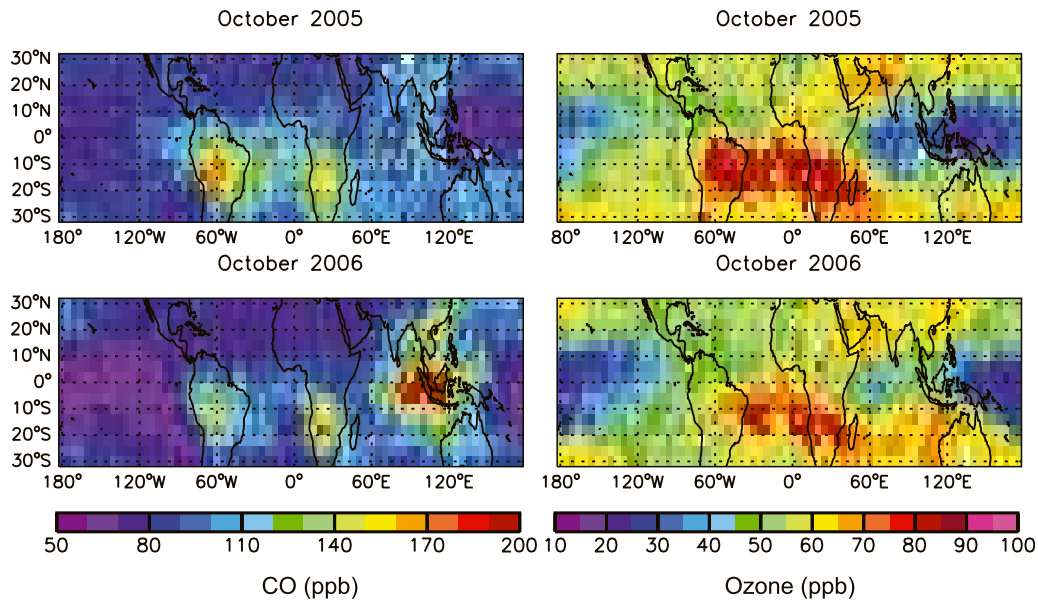 October 2005 October 2005
30°N
20°N
10°N
0°
10°S
20°S
30°S
180° 120°W 60°W 0° 60°E 120°E 80° 120°W 60°W 0° 60°E 120°E
October 2006 October 2006
30°N
20°N
10°N
0°
10°S
20°S
30°S
180° 120°W 60°W 0° 60°E 120°E 180° 120°W 60°W 0° 60°E 120°E
50 80 110 140 170 200 10 20 30 40 50 60 70 80 90 100
CO (ppb) Ozone (ppb)